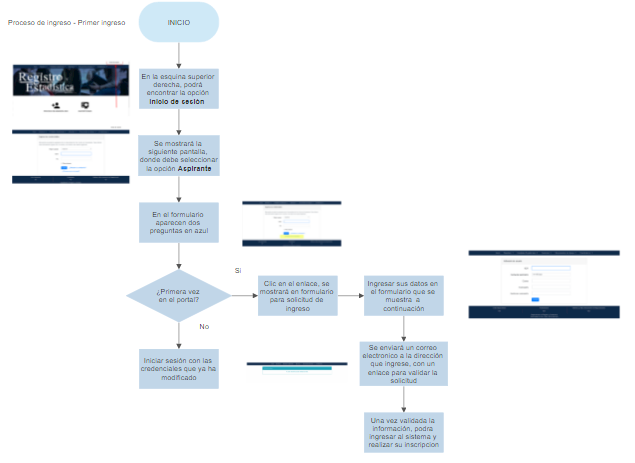 Proceso de ingreso - Primer ingreso
INICIO
En la esquina superior
derecha, podrá
encontrar la opción
Inicio de sesión
Registro
Estadística
Se mostrará la
siguiente pantalla,
donde debe seleccionar
la opción Aspirante
En el formulario
aparecen dos
preguntas en azul
¿Primera vez
en el portal?
Si
Clic en el enlace, se
mostrará en formulario
para solicitud de
ingreso
Ingresar sus datos en
el formulario que se
muestra a
continuación
No
Iniciar sesión con las
credenciales que ya ha
modificado
Se enviará un correo
electronico a la dirección
que ingrese, con un
enlace para validar la
solicitud
Una vez validada la
información, podra
ingresar al sistema y
realizar su inscripcion